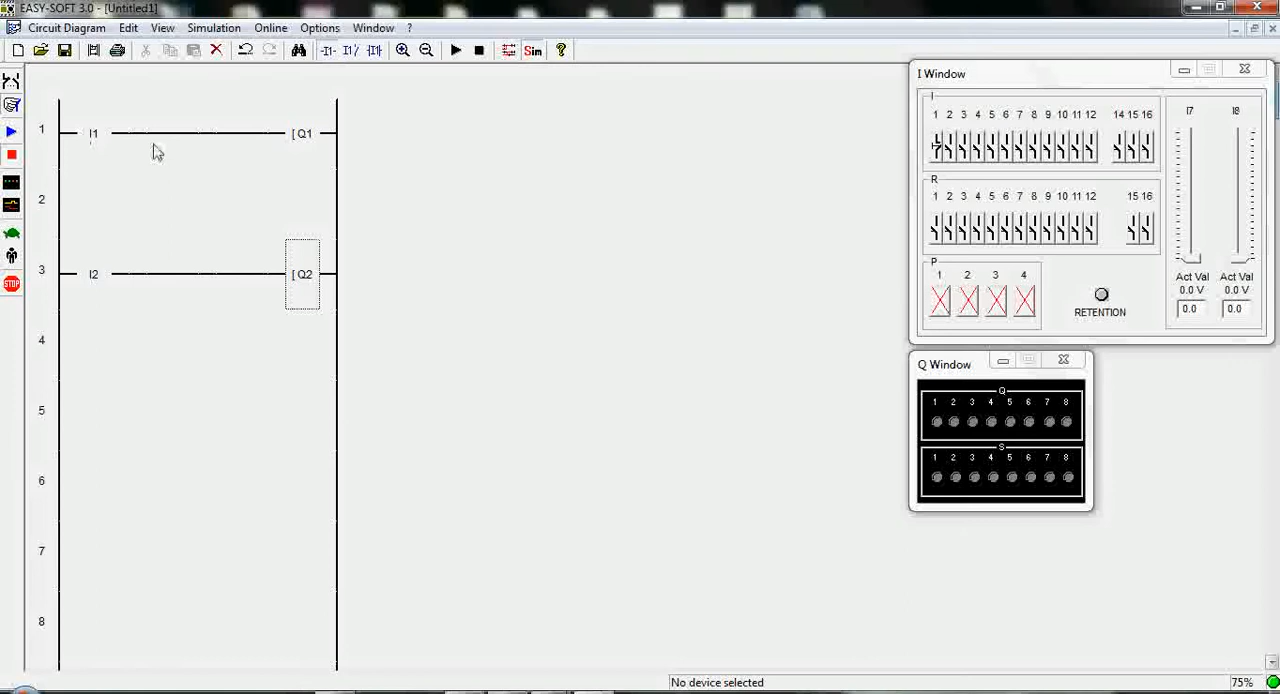 EASY-SOFT 3.0 - [Untitled1]
Circuit Diagram Edit View Simulation Online Options Window ?
Sim
STOP
1 I1 [ Q1
2
3 I2 [ Q2
4
5
6
7
8
I Window
I
1 2 3 4 5 6 7 8 9 10 11 12 14 15 16
R
1 2 3 4 5 6 7 8 9 10 11 12 15 16
P
1 2 3 4
RETENTION
I7 I8
Act Val Act Val
0.0 V 0.0 V
0.0 0.0
Q Window
Q
1 2 3 4 5 6 7 8
S
1 2 3 4 5 6 7 8
No device selected
75%